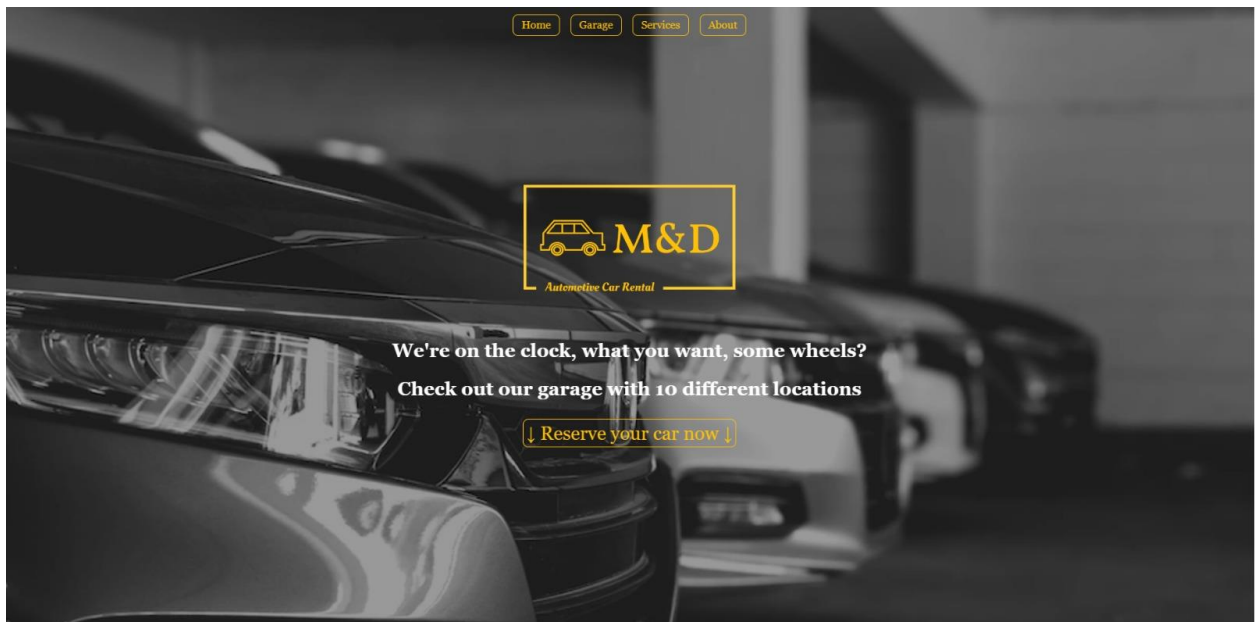 Home Garage Services About
M&D
Automotive Car Rental
We're on the clock, what you want, some wheels?
Check out our garage with 10 different locations
↓ Reserve your car now ↓